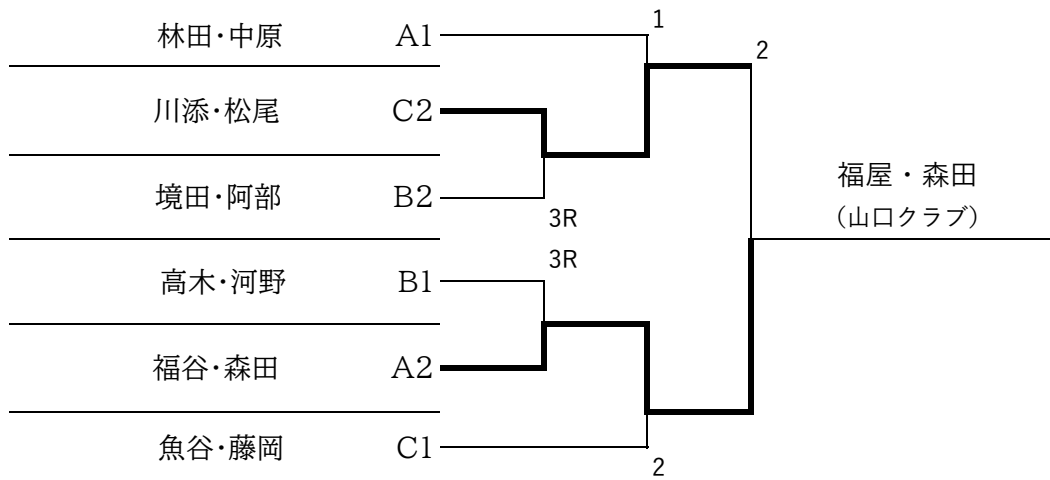 林田・中原 A1
1
2
川添・松尾 C2
福屋・森田
境田・阿部 B2
(山口クラブ)
3R
3R
高木・河野 B1
福谷・森田 A2
魚谷・藤岡 C1
2